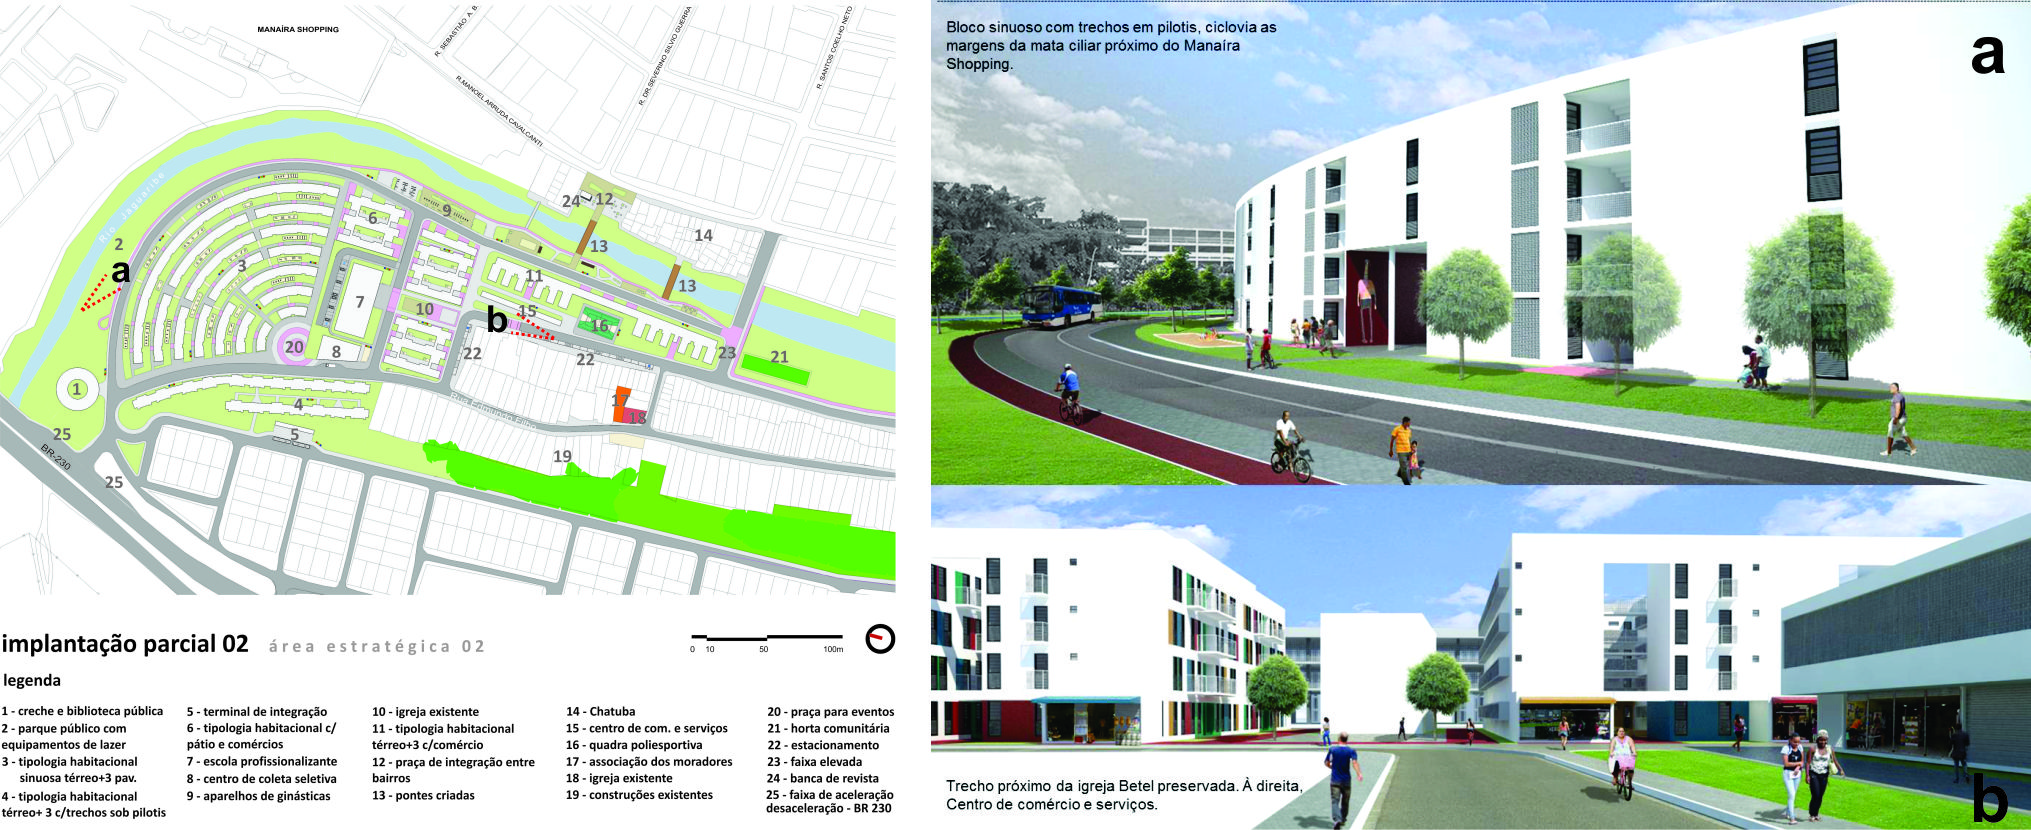 MANAÍRA SHOPPING
R. SEBASTIÃO A. B.
R.MANOEL ARRUDA CAVALCANTI
R. DR.SEVERINO SILVIO GUERRA
R. SANTOS COELHO NETO
Rio Jaguaribe
2
a
3
6
9
24
12
13
14
13
11
7
10
b
15
16
22
22
23
21
20
8
1
4
5
17
18
Rua Edmundo Filho
19
25
BR-230
25
implantação parcial 02 área estratégica 02
0 10 50 100m
legenda
1 - creche e biblioteca pública
2 - parque público com
equipamentos de lazer
3 - tipologia habitacional
sinuosa térreo+3 pav.
4 - tipologia habitacional
térreo+ 3 c/trechos sob pilotis
5 - terminal de integração
6 - tipologia habitacional c/
pátio e comércios
7 - escola profissionalizante
8 - centro de coleta seletiva
9 - aparelhos de ginásticas
10 - igreja existente
11 - tipologia habitacional
térreo+3 c/comércio
12 - praça de integração entre
bairros
13 - pontes criadas
14 - Chatuba
15 - centro de com. e serviços
16 - quadra poliesportiva
17 - associação dos moradores
18 - igreja existente
19 - construções existentes
20 - praça para eventos
21 - horta comunitária
22 - estacionamento
23 - faixa elevada
24 - banca de revista
25 - faixa de aceleração
desaceleração - BR 230
Bloco sinuoso com trechos em pilotis, ciclovia as
margens da mata ciliar próximo do Manaíra
Shopping.
a
Trecho próximo da igreja Betel preservada. À direita,
Centro de comércio e serviços.
b